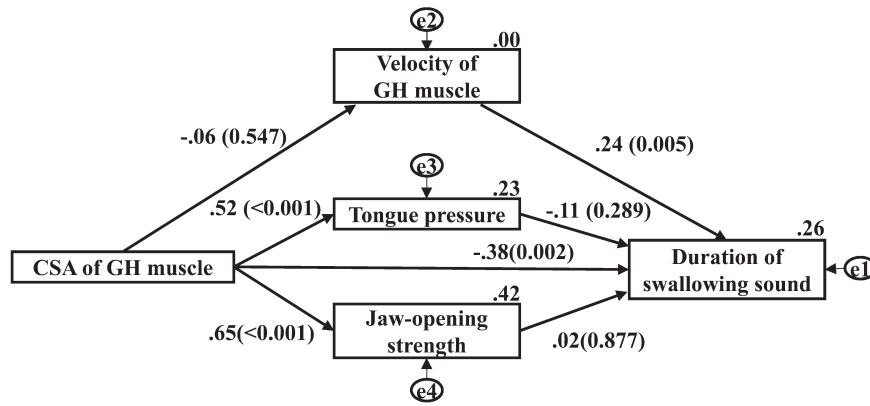 e2
.00
Velocity of
GH muscle
-.06 (0.547)
.24 (0.005)
e3
.23
.52 (<0.001)
Tongue pressure
-.11 (0.289)
.26
CSA of GH muscle
-.38(0.002)
Duration of
swallowing sound
e1
.42
.65(<0.001)
Jaw-opening
strength
.02(0.877)
e4